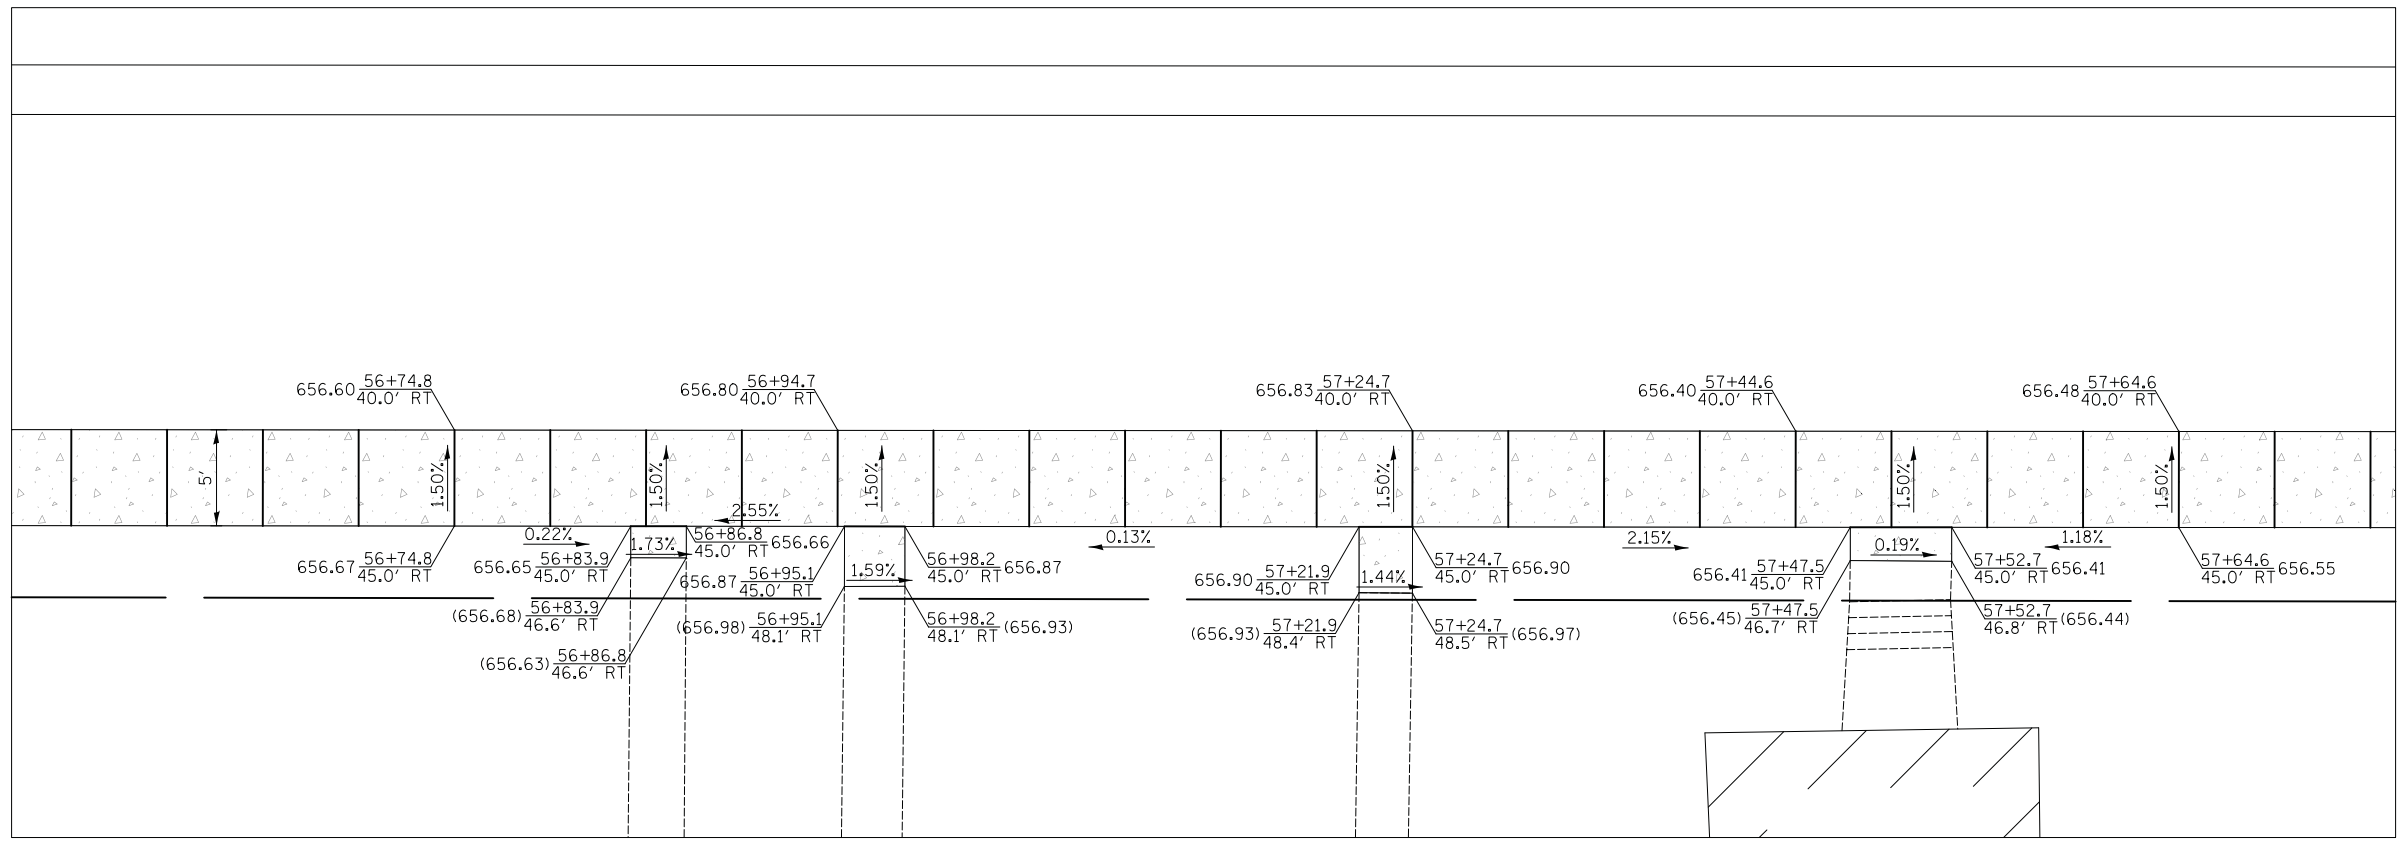 656.60 56+74.8
40.0' RT
656.80 56+94.7
40.0' RT
656.83 57+24.7
40.0' RT
656.40 57+44.6
40.0' RT
656.48 57+64.6
40.0' RT
5'
1.50%
1.50%
1.50%
1.50%
1.50%
1.50%
2.55%
0.22%
1.73%
0.13%
2.15%
0.19%
1.18%
1.59%
1.44%
656.67 56+74.8
45.0' RT
656.65 56+83.9
45.0' RT
56+86.8 656.66
45.0' RT
656.87 56+95.1
45.0' RT
56+98.2 656.87
45.0' RT
656.90 57+21.9
45.0' RT
57+24.7 656.90
45.0' RT
656.41 57+47.5
45.0' RT
57+52.7 656.41
45.0' RT
57+64.6 656.55
45.0' RT
(656.68) 56+83.9
46.6' RT
(656.63) 56+86.8
46.6' RT
(656.98) 56+95.1
48.1' RT
56+98.2 (656.93)
48.1' RT
(656.93) 57+21.9
48.4' RT
57+24.7 (656.97)
48.5' RT
(656.45) 57+47.5
46.7' RT
57+52.7 (656.44)
46.8' RT